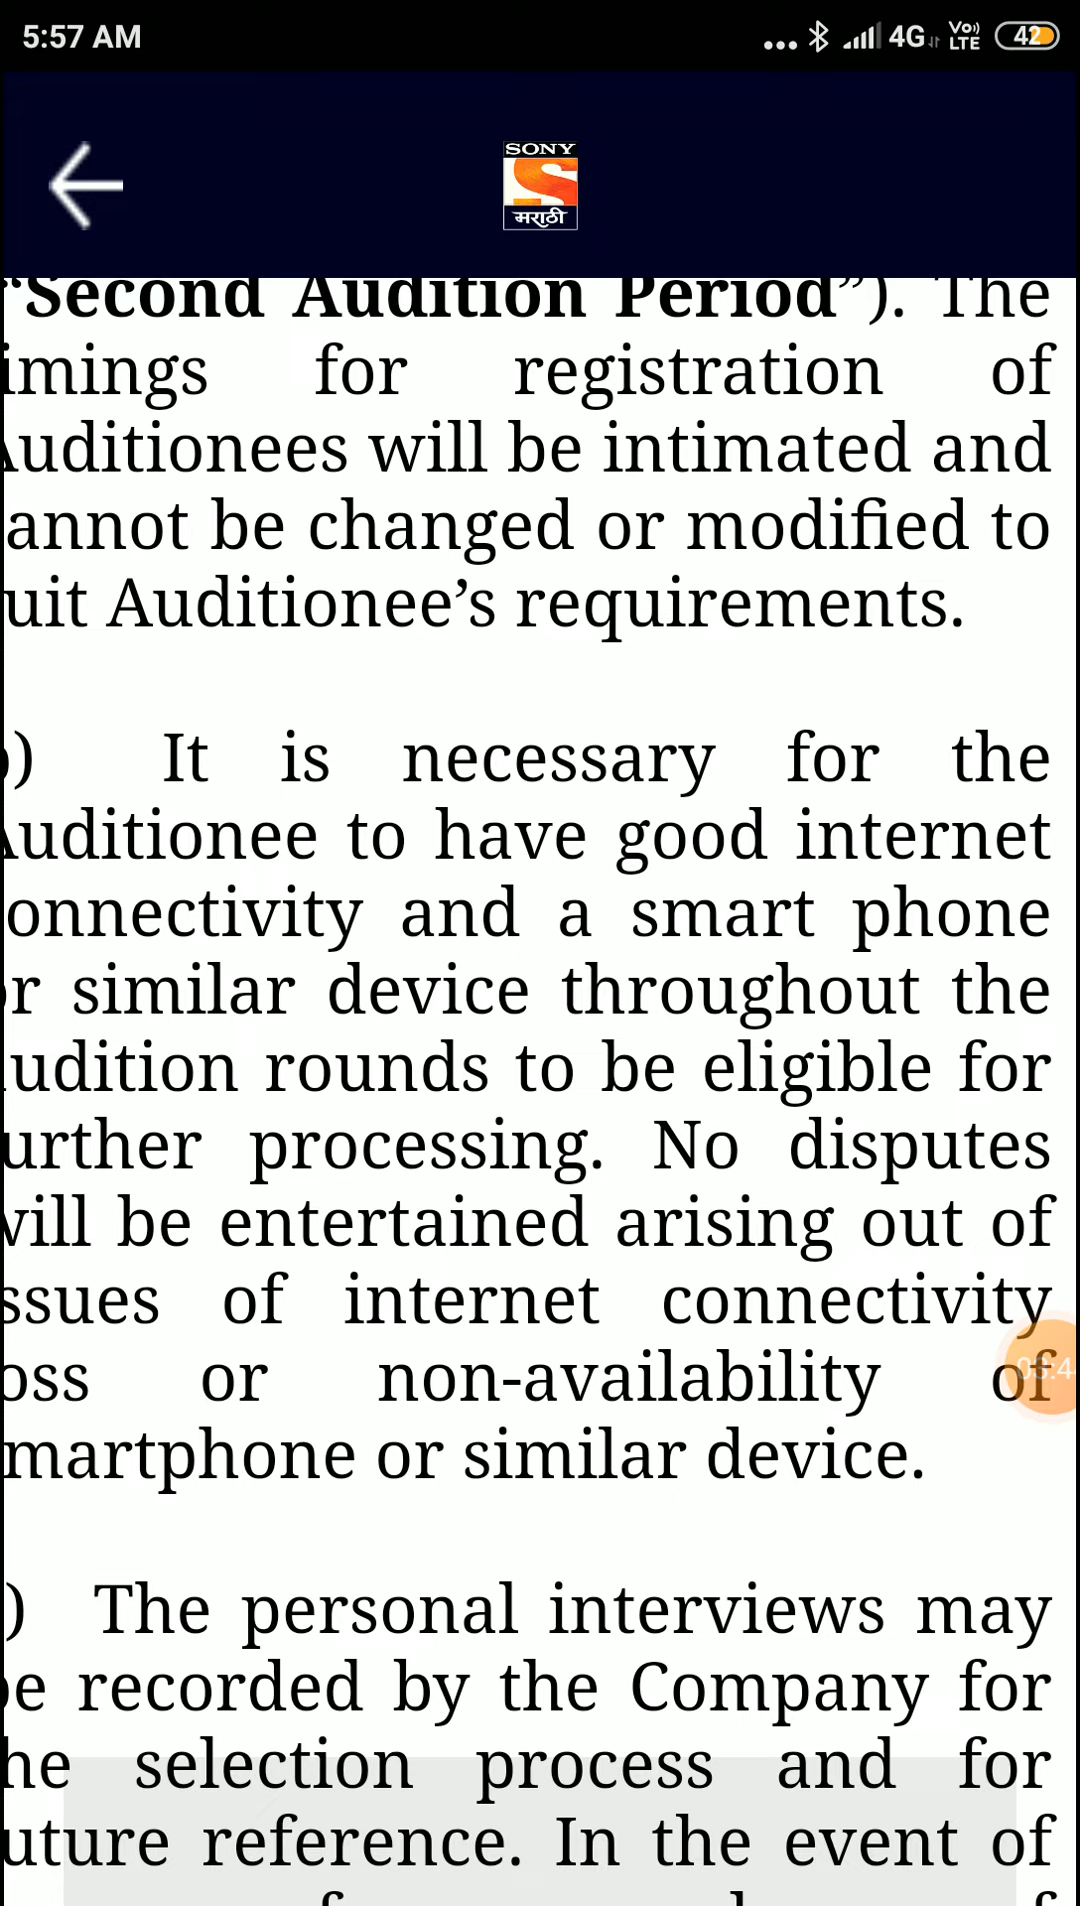 5:57 AM
4G VoLTE 42
SONY
मराठी
“Second Audition Period”). The
imings for registration of
uditionees will be intimated and
annot be changed or modified to
uit Auditionee’s requirements.
) It is necessary for the
uditionee to have good internet
onnectivity and a smart phone
r similar device throughout the
udition rounds to be eligible for
urther processing. No disputes
will be entertained arising out of
ssues of internet connectivity
oss or non-availability of
martphone or similar device.
) The personal interviews may
be recorded by the Company for
he selection process and for
uture reference. In the event of